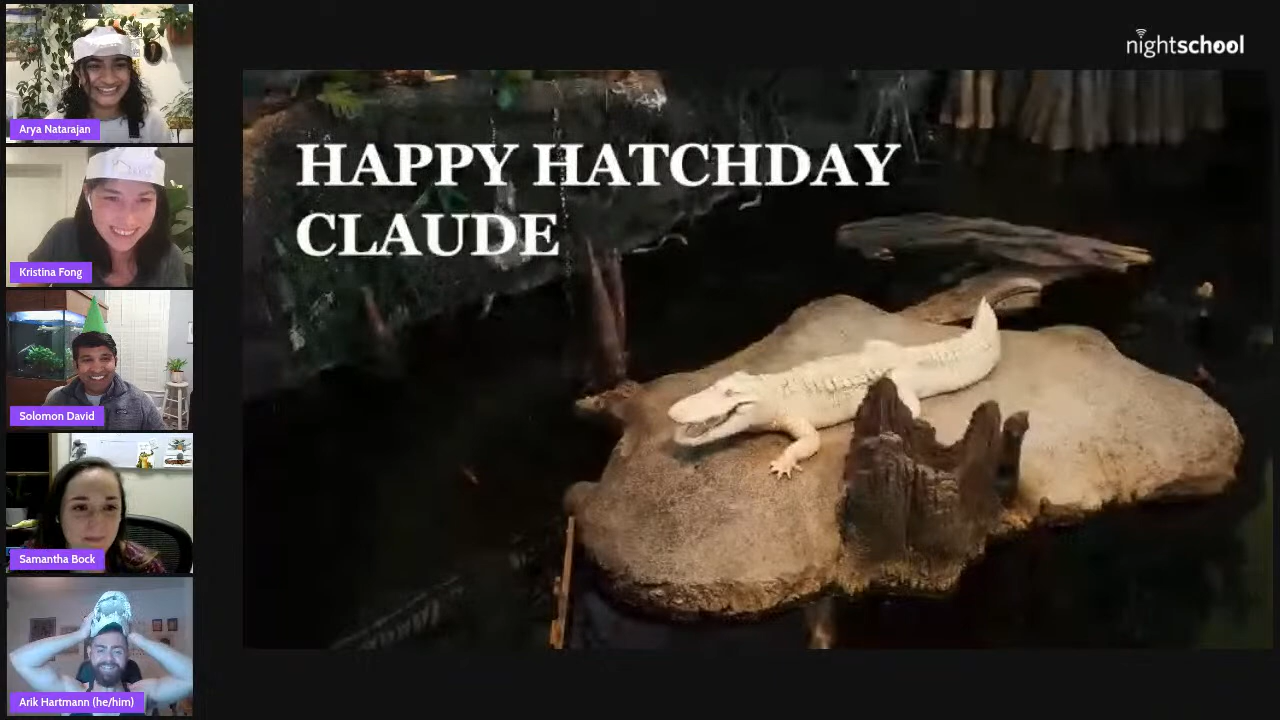 nightschool
HAPPY HATCHDAY
CLAUDE
Arya Natarajan
Kristina Fong
Solomon David
Samantha Bock
Arik Hartmann (he/him)